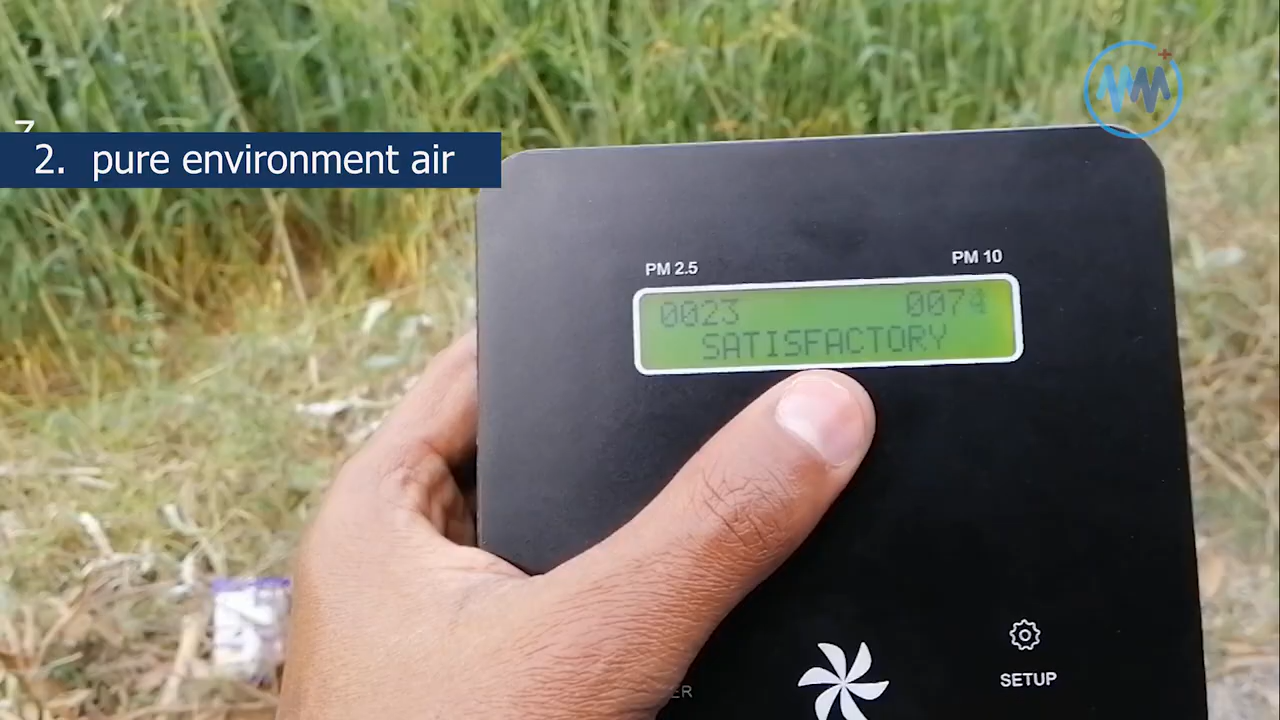 2. pure environment air
PM 2.5 PM 10
0023 0074
SATISFACTORY
SETUP